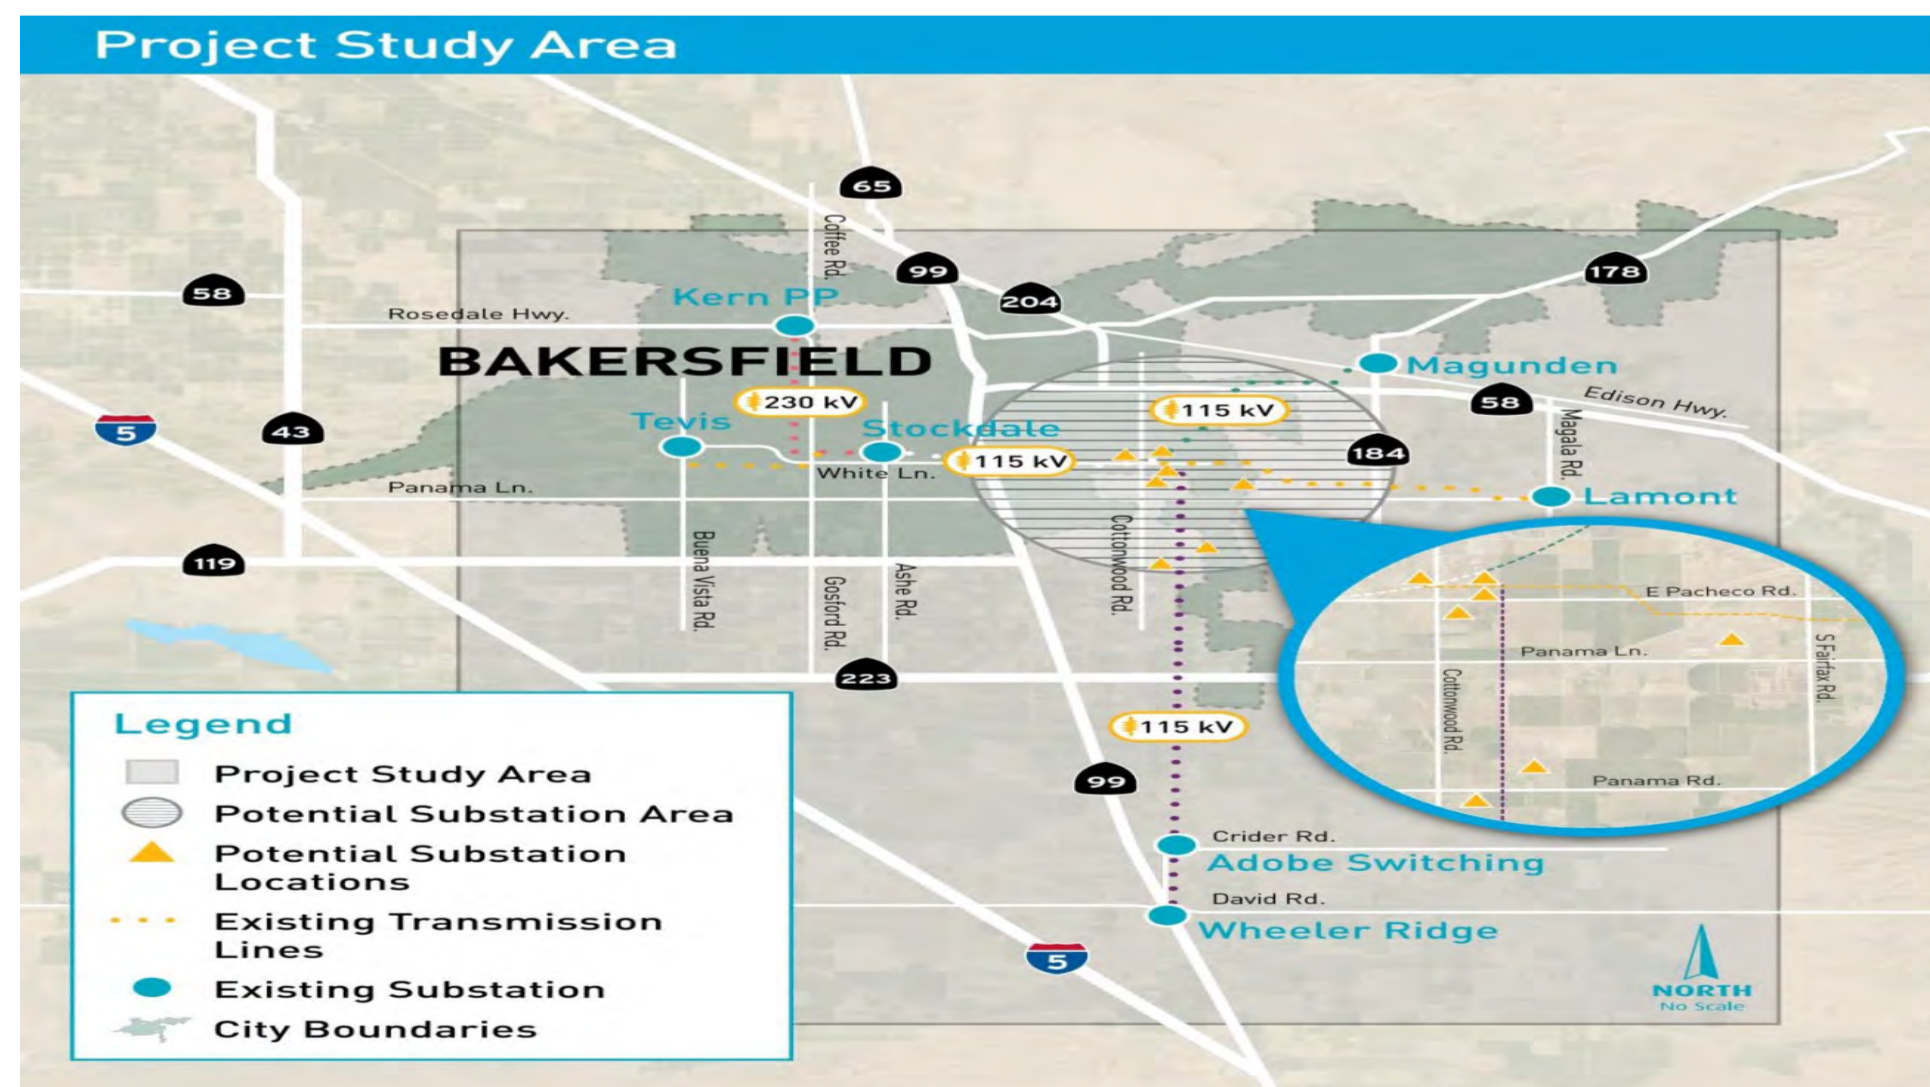 Project Study Area
65
Coffee Rd.
99
178
58
Kern PP
204
Rosedale Hwy.
BAKERSFIELD
Magunden
230 kV
115 kV
58
Edison Hwy.
5
43
Tevis
Stockdale
Magala Rd.
184
115 kV
White Ln.
Panama Ln.
Lamont
Cottonwood Rd.
Buena Vista Rd.
119
Ashe Rd.
Gosford Rd.
E Pacheco Rd.
Panama Ln.
S Fairfax Rd.
Cottonwood Rd.
223
115 kV
Panama Rd.
99
Crider Rd.
Adobe Switching
David Rd.
Wheeler Ridge
5
NORTH
No Scale
Legend
Project Study Area
Potential Substation Area
Potential Substation
Locations
Existing Transmission
Lines
Existing Substation
City Boundaries